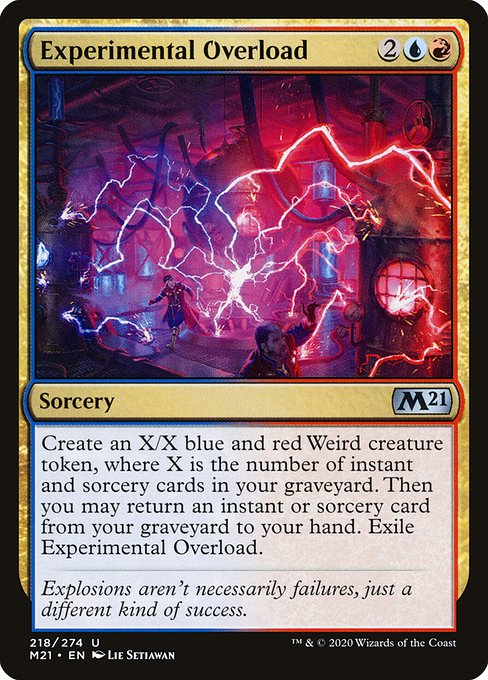 Experimental Overload 2
Sorcery M21
Create an X/X blue and red Weird creature
token, where X is the number of instant
and sorcery cards in your graveyard. Then
you may return an instant or sorcery card
from your graveyard to your hand. Exile
Experimental Overload.
Explosions aren't necessarily failures, just a
different kind of success.
218/274 U ™ & © 2020 Wizards of the Coast
M21 • EN Lie Setiawan